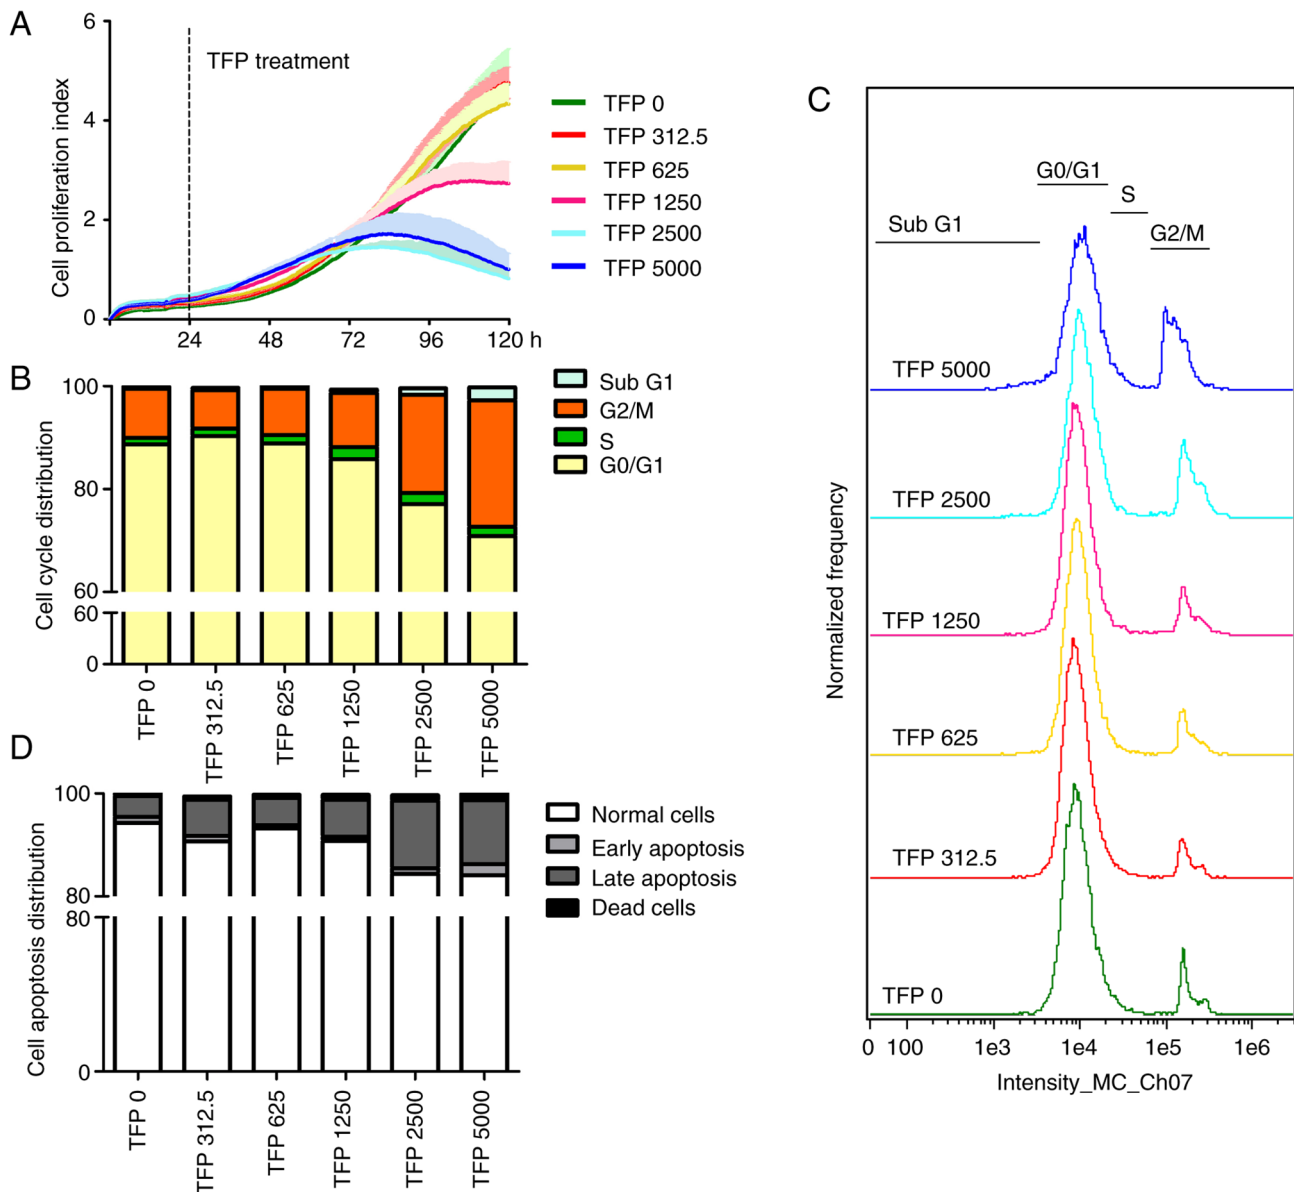 A
6
4
2
0
Cell proliferation index
TFP treatment
24
48
72
96
120 h
TFP 0
TFP 312.5
TFP 625
TFP 1250
TFP 2500
TFP 5000
B
100
80
60
60
0
Cell cycle distribution
Sub G1
G2/M
S
G0/G1
TFP 0
TFP 312.5
TFP 625
TFP 1250
TFP 2500
TFP 5000
C
G0/G1
S
Sub G1
G2/M
TFP 5000
TFP 2500
TFP 1250
TFP 625
TFP 312.5
TFP 0
Normalized frequency
0
100
1e3
1e4
1e5
1e6
Intensity_MC_Ch07
D
100
80
80
0
Cell apoptosis distribution
Normal cells
Early apoptosis
Late apoptosis
Dead cells
TFP 0
TFP 312.5
TFP 625
TFP 1250
TFP 2500
TFP 5000